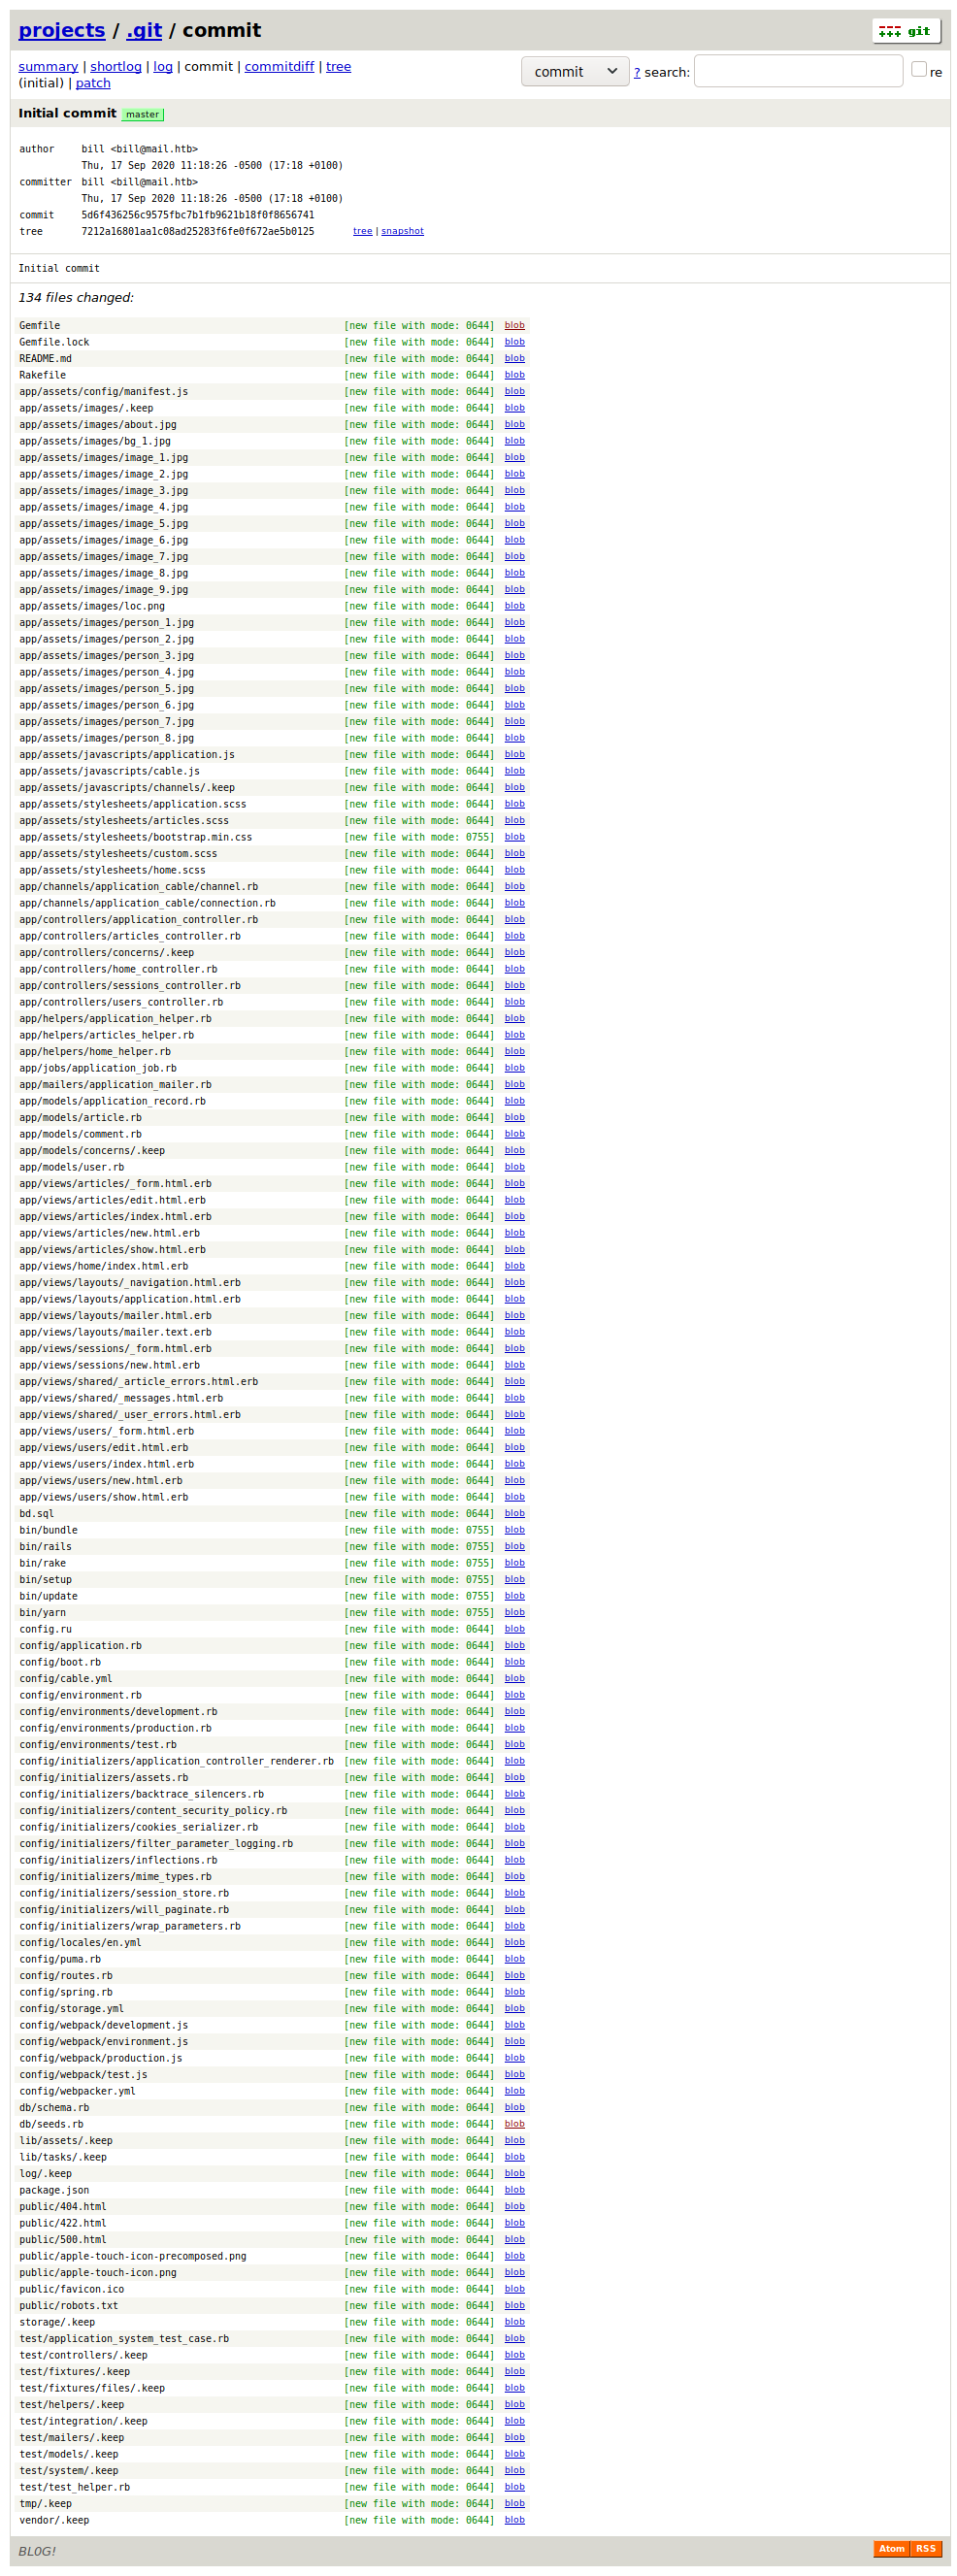 projects / .git / commit
git
summary | shortlog | log | commit | commitdiff | tree
(initial) | patch
commit ? search: re
Initial commit master
author bill <bill@mail.htb>
Thu, 17 Sep 2020 11:18:26 -0500 (17:18 +0100)
committer bill <bill@mail.htb>
Thu, 17 Sep 2020 11:18:26 -0500 (17:18 +0100)
commit 5d6f436256c9575fbc7b1fb9621b18f0f8656741
tree 7212a16801aa1c08ad25283f6fe0f672ae5b0125 tree | snapshot
Initial commit
134 files changed:
Gemfile [new file with mode: 0644] blob
Gemfile.lock [new file with mode: 0644] blob
README.md [new file with mode: 0644] blob
Rakefile [new file with mode: 0644] blob
app/assets/config/manifest.js [new file with mode: 0644] blob
app/assets/images/.keep [new file with mode: 0644] blob
app/assets/images/about.jpg [new file with mode: 0644] blob
app/assets/images/bg_1.jpg [new file with mode: 0644] blob
app/assets/images/image_1.jpg [new file with mode: 0644] blob
app/assets/images/image_2.jpg [new file with mode: 0644] blob
app/assets/images/image_3.jpg [new file with mode: 0644] blob
app/assets/images/image_4.jpg [new file with mode: 0644] blob
app/assets/images/image_5.jpg [new file with mode: 0644] blob
app/assets/images/image_6.jpg [new file with mode: 0644] blob
app/assets/images/image_7.jpg [new file with mode: 0644] blob
app/assets/images/image_8.jpg [new file with mode: 0644] blob
app/assets/images/image_9.jpg [new file with mode: 0644] blob
app/assets/images/loc.png [new file with mode: 0644] blob
app/assets/images/person_1.jpg [new file with mode: 0644] blob
app/assets/images/person_2.jpg [new file with mode: 0644] blob
app/assets/images/person_3.jpg [new file with mode: 0644] blob
app/assets/images/person_4.jpg [new file with mode: 0644] blob
app/assets/images/person_5.jpg [new file with mode: 0644] blob
app/assets/images/person_6.jpg [new file with mode: 0644] blob
app/assets/images/person_7.jpg [new file with mode: 0644] blob
app/assets/images/person_8.jpg [new file with mode: 0644] blob
app/assets/javascripts/application.js [new file with mode: 0644] blob
app/assets/javascripts/cable.js [new file with mode: 0644] blob
app/assets/javascripts/channels/.keep [new file with mode: 0644] blob
app/assets/stylesheets/application.scss [new file with mode: 0644] blob
app/assets/stylesheets/articles.scss [new file with mode: 0644] blob
app/assets/stylesheets/bootstrap.min.css [new file with mode: 0755] blob
app/assets/stylesheets/custom.scss [new file with mode: 0644] blob
app/assets/stylesheets/home.scss [new file with mode: 0644] blob
app/channels/application_cable/channel.rb [new file with mode: 0644] blob
app/channels/application_cable/connection.rb [new file with mode: 0644] blob
app/controllers/application_controller.rb [new file with mode: 0644] blob
app/controllers/articles_controller.rb [new file with mode: 0644] blob
app/controllers/concerns/.keep [new file with mode: 0644] blob
app/controllers/home_controller.rb [new file with mode: 0644] blob
app/controllers/sessions_controller.rb [new file with mode: 0644] blob
app/controllers/users_controller.rb [new file with mode: 0644] blob
app/helpers/application_helper.rb [new file with mode: 0644] blob
app/helpers/articles_helper.rb [new file with mode: 0644] blob
app/helpers/home_helper.rb [new file with mode: 0644] blob
app/jobs/application_job.rb [new file with mode: 0644] blob
app/mailers/application_mailer.rb [new file with mode: 0644] blob
app/models/application_record.rb [new file with mode: 0644] blob
app/models/article.rb [new file with mode: 0644] blob
app/models/comment.rb [new file with mode: 0644] blob
app/models/concerns/.keep [new file with mode: 0644] blob
app/models/user.rb [new file with mode: 0644] blob
app/views/articles/_form.html.erb [new file with mode: 0644] blob
app/views/articles/edit.html.erb [new file with mode: 0644] blob
app/views/articles/index.html.erb [new file with mode: 0644] blob
app/views/articles/new.html.erb [new file with mode: 0644] blob
app/views/articles/show.html.erb [new file with mode: 0644] blob
app/views/home/index.html.erb [new file with mode: 0644] blob
app/views/layouts/_navigation.html.erb [new file with mode: 0644] blob
app/views/layouts/application.html.erb [new file with mode: 0644] blob
app/views/layouts/mailer.html.erb [new file with mode: 0644] blob
app/views/layouts/mailer.text.erb [new file with mode: 0644] blob
app/views/sessions/_form.html.erb [new file with mode: 0644] blob
app/views/sessions/new.html.erb [new file with mode: 0644] blob
app/views/shared/_article_errors.html.erb [new file with mode: 0644] blob
app/views/shared/_messages.html.erb [new file with mode: 0644] blob
app/views/shared/_user_errors.html.erb [new file with mode: 0644] blob
app/views/users/_form.html.erb [new file with mode: 0644] blob
app/views/users/edit.html.erb [new file with mode: 0644] blob
app/views/users/index.html.erb [new file with mode: 0644] blob
app/views/users/new.html.erb [new file with mode: 0644] blob
app/views/users/show.html.erb [new file with mode: 0644] blob
bd.sql [new file with mode: 0644] blob
bin/bundle [new file with mode: 0755] blob
bin/rails [new file with mode: 0755] blob
bin/rake [new file with mode: 0755] blob
bin/setup [new file with mode: 0755] blob
bin/update [new file with mode: 0755] blob
bin/yarn [new file with mode: 0755] blob
config.ru [new file with mode: 0644] blob
config/application.rb [new file with mode: 0644] blob
config/boot.rb [new file with mode: 0644] blob
config/cable.yml [new file with mode: 0644] blob
config/environment.rb [new file with mode: 0644] blob
config/environments/development.rb [new file with mode: 0644] blob
config/environments/production.rb [new file with mode: 0644] blob
config/environments/test.rb [new file with mode: 0644] blob
config/initializers/application_controller_renderer.rb [new file with mode: 0644] blob
config/initializers/assets.rb [new file with mode: 0644] blob
config/initializers/backtrace_silencers.rb [new file with mode: 0644] blob
config/initializers/content_security_policy.rb [new file with mode: 0644] blob
config/initializers/cookies_serializer.rb [new file with mode: 0644] blob
config/initializers/filter_parameter_logging.rb [new file with mode: 0644] blob
config/initializers/inflections.rb [new file with mode: 0644] blob
config/initializers/mime_types.rb [new file with mode: 0644] blob
config/initializers/session_store.rb [new file with mode: 0644] blob
config/initializers/will_paginate.rb [new file with mode: 0644] blob
config/initializers/wrap_parameters.rb [new file with mode: 0644] blob
config/locales/en.yml [new file with mode: 0644] blob
config/puma.rb [new file with mode: 0644] blob
config/routes.rb [new file with mode: 0644] blob
config/spring.rb [new file with mode: 0644] blob
config/storage.yml [new file with mode: 0644] blob
config/webpack/development.js [new file with mode: 0644] blob
config/webpack/environment.js [new file with mode: 0644] blob
config/webpack/production.js [new file with mode: 0644] blob
config/webpack/test.js [new file with mode: 0644] blob
config/webpacker.yml [new file with mode: 0644] blob
db/schema.rb [new file with mode: 0644] blob
db/seeds.rb [new file with mode: 0644] blob
lib/assets/.keep [new file with mode: 0644] blob
lib/tasks/.keep [new file with mode: 0644] blob
log/.keep [new file with mode: 0644] blob
package.json [new file with mode: 0644] blob
public/404.html [new file with mode: 0644] blob
public/422.html [new file with mode: 0644] blob
public/500.html [new file with mode: 0644] blob
public/apple-touch-icon-precomposed.png [new file with mode: 0644] blob
public/apple-touch-icon.png [new file with mode: 0644] blob
public/favicon.ico [new file with mode: 0644] blob
public/robots.txt [new file with mode: 0644] blob
storage/.keep [new file with mode: 0644] blob
test/application_system_test_case.rb [new file with mode: 0644] blob
test/controllers/.keep [new file with mode: 0644] blob
test/fixtures/.keep [new file with mode: 0644] blob
test/fixtures/files/.keep [new file with mode: 0644] blob
test/helpers/.keep [new file with mode: 0644] blob
test/integration/.keep [new file with mode: 0644] blob
test/mailers/.keep [new file with mode: 0644] blob
test/models/.keep [new file with mode: 0644] blob
test/system/.keep [new file with mode: 0644] blob
test/test_helper.rb [new file with mode: 0644] blob
tmp/.keep [new file with mode: 0644] blob
vendor/.keep [new file with mode: 0644] blob
BLOG! Atom RSS